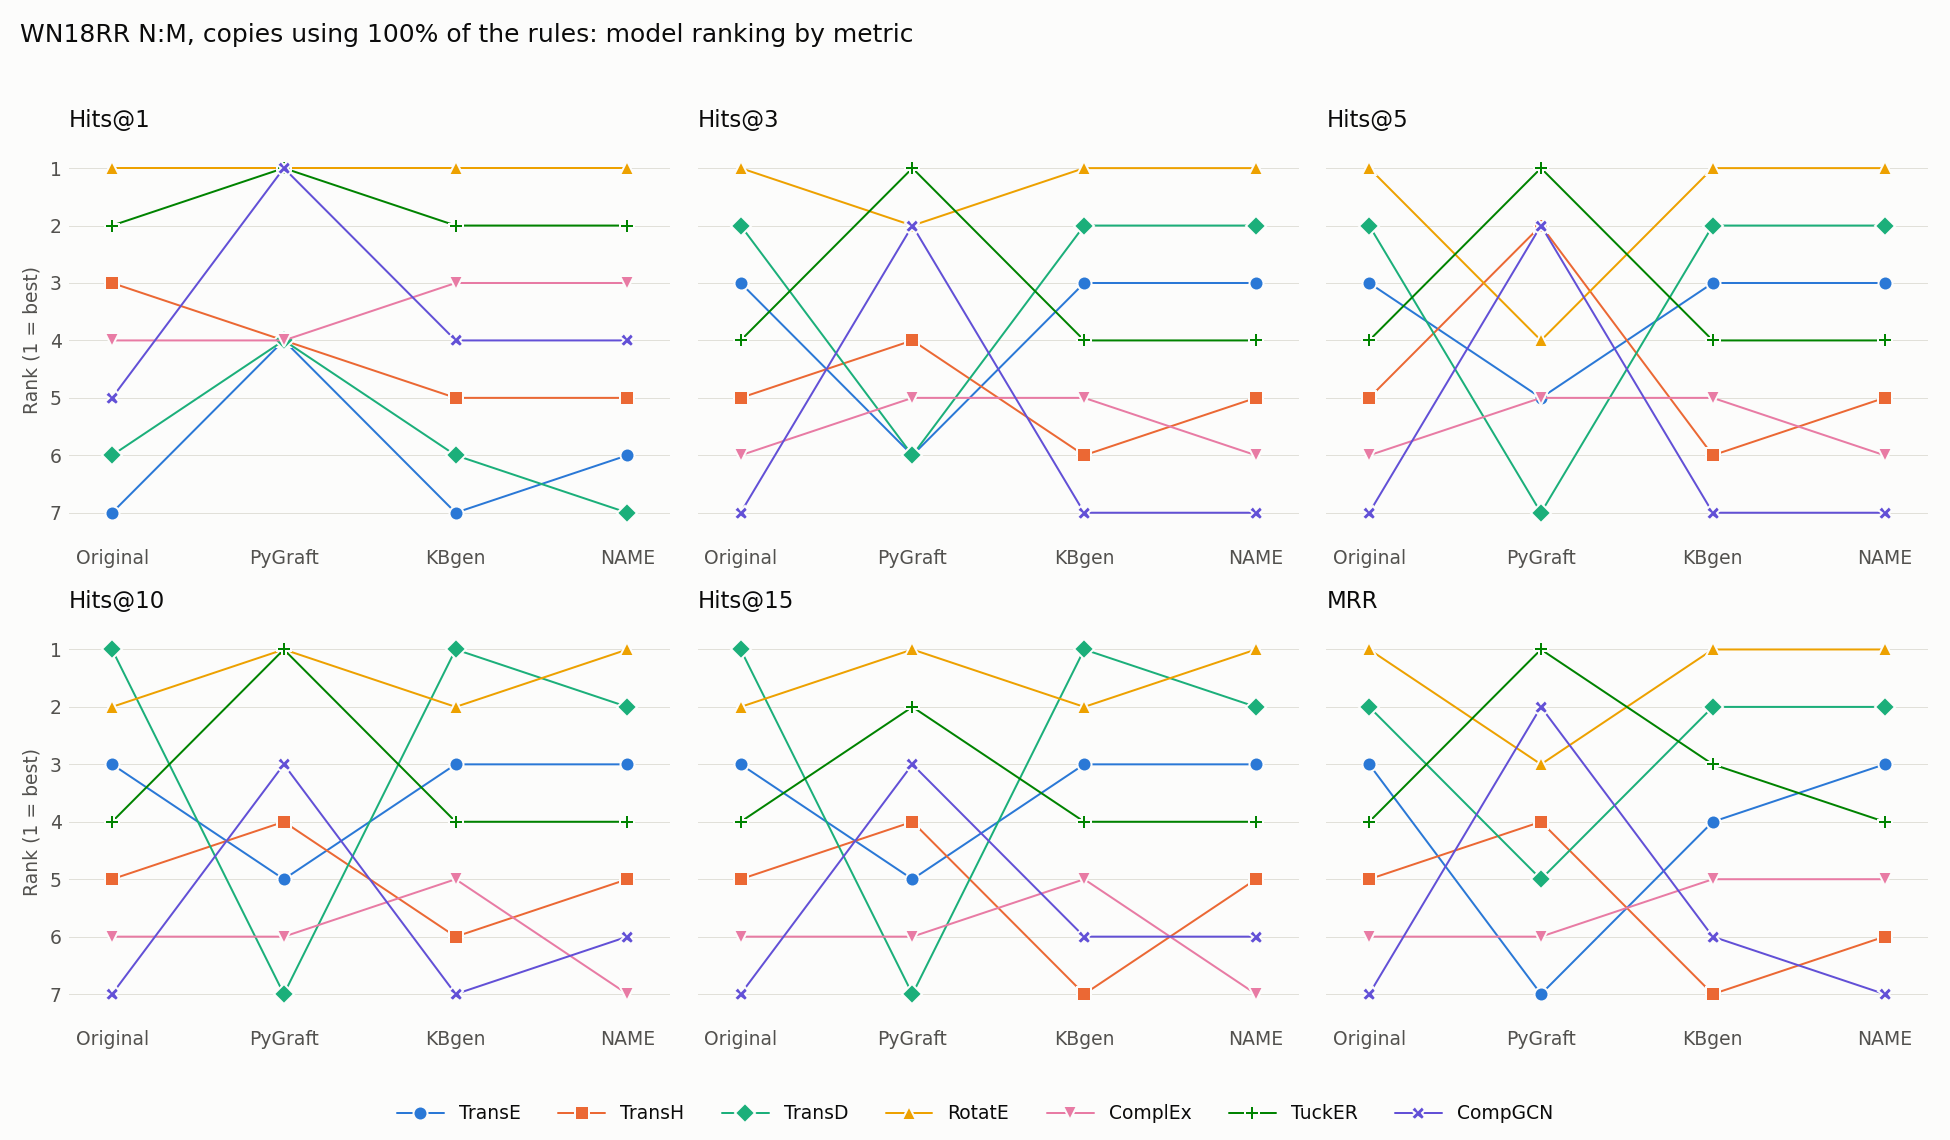 WN18RR N:M, copies using 100% of the rules: model ranking by metric
Hits@1
Hits@3
Hits@5
Rank (1 = best)
1
2
3
4
5
6
7
Original PyGraft KBgen NAME
Original PyGraft KBgen NAME
Original PyGraft KBgen NAME
Hits@10
Hits@15
MRR
Rank (1 = best)
1
2
3
4
5
6
7
Original PyGraft KBgen NAME
Original PyGraft KBgen NAME
Original PyGraft KBgen NAME
TransE TransH TransD RotatE ComplEx TuckER CompGCN